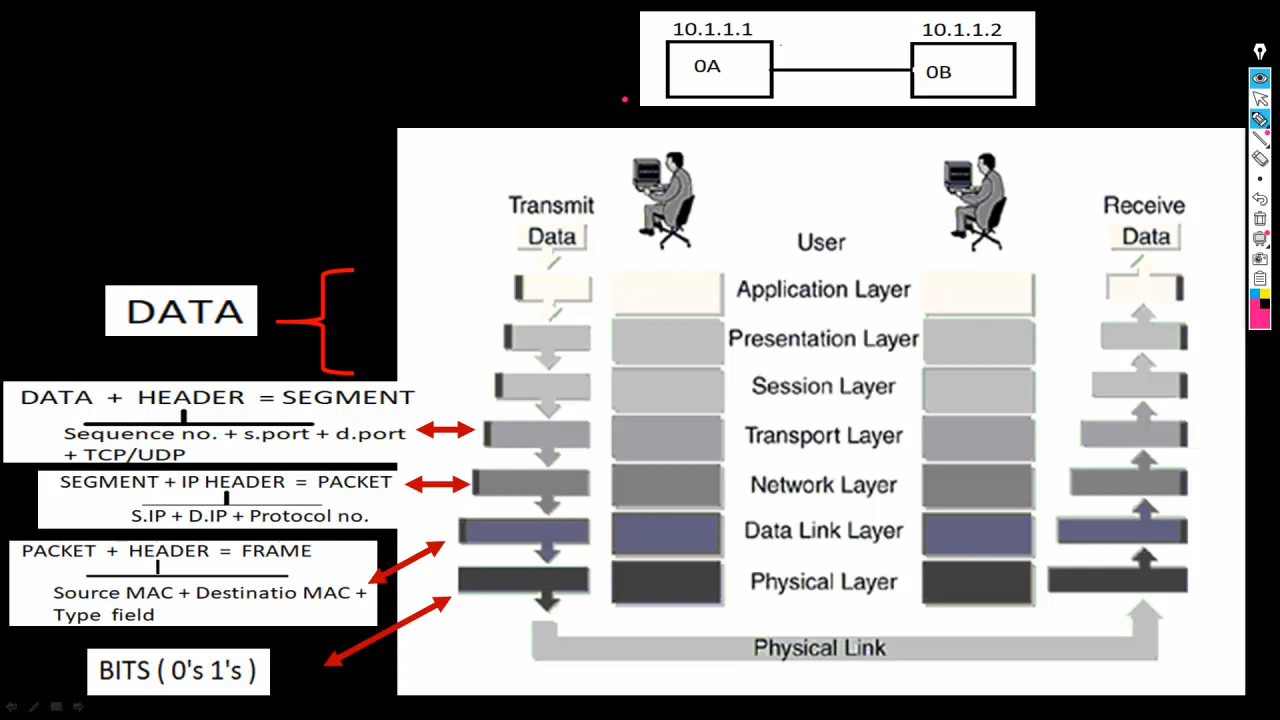 10.1.1.1
10.1.1.2
0A
0B
Transmit
Receive
Data
Data
User
DATA
Application Layer
Presentation Layer
Session Layer
DATA + HEADER = SEGMENT
Sequence no. + s.port + d.port
+ TCP/UDP
Transport Layer
SEGMENT + IP HEADER = PACKET
S.IP + D.IP + Protocol no.
Network Layer
PACKET + HEADER = FRAME
Source MAC + Destinatio MAC +
Type field
Data Link Layer
Physical Layer
BITS ( 0's 1's )
Physical Link